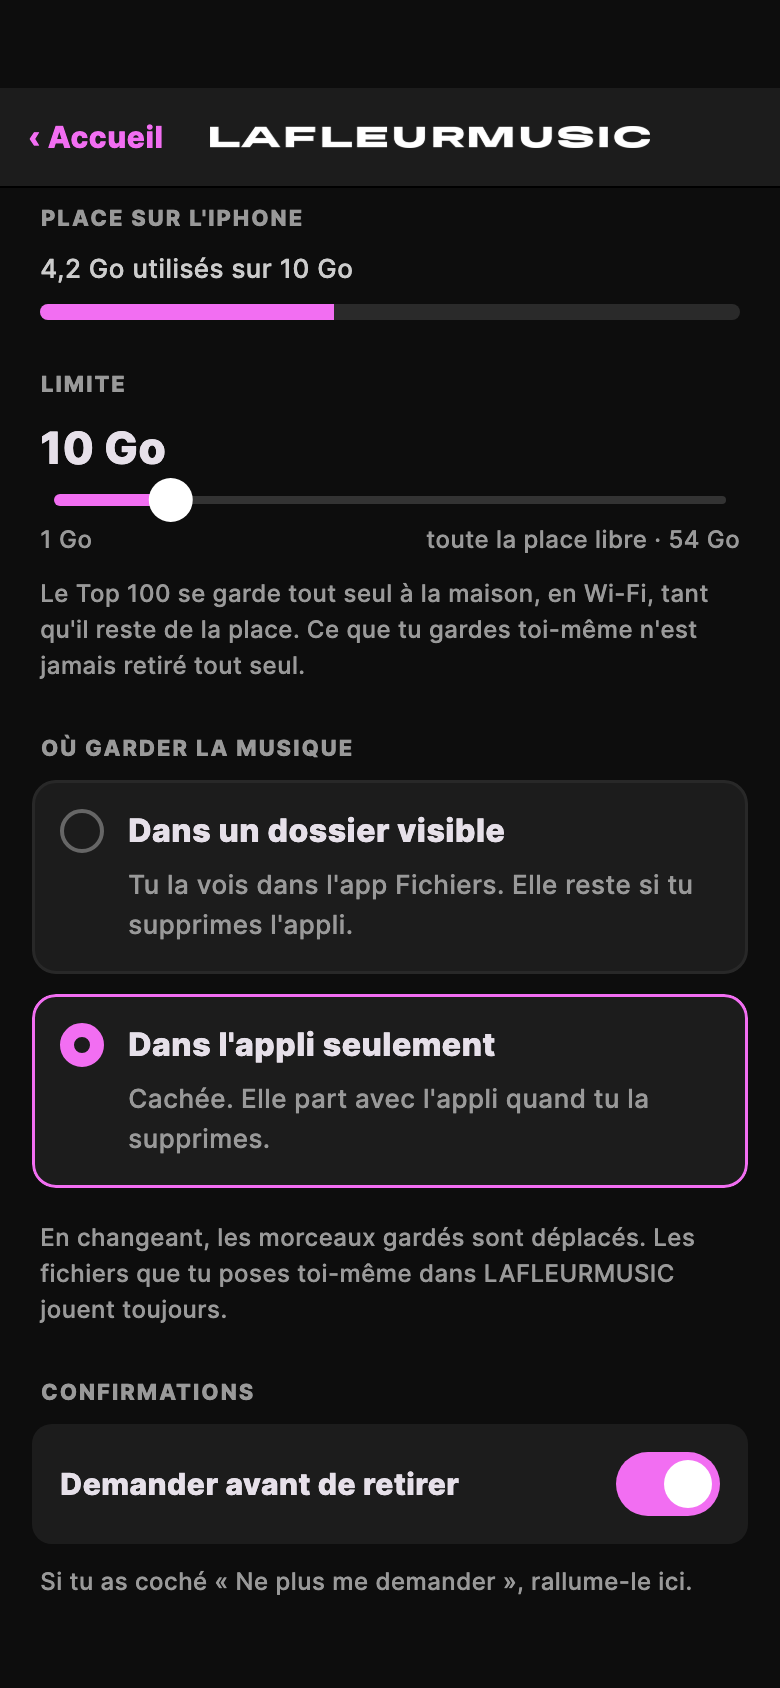 ‹ Accueil LAFLEURMUSIC
PLACE SUR L'IPHONE
4,2 Go utilisés sur 10 Go
LIMITE
10 Go
1 Go toute la place libre · 54 Go
Le Top 100 se garde tout seul à la maison, en Wi-Fi, tant
qu'il reste de la place. Ce que tu gardes toi-même n'est
jamais retiré tout seul.
OÙ GARDER LA MUSIQUE
Dans un dossier visible
Tu la vois dans l'app Fichiers. Elle reste si tu
supprimes l'appli.
Dans l'appli seulement
Cachée. Elle part avec l'appli quand tu la
supprimes.
En changeant, les morceaux gardés sont déplacés. Les
fichiers que tu poses toi-même dans LAFLEURMUSIC
jouent toujours.
CONFIRMATIONS
Demander avant de retirer
Si tu as coché « Ne plus me demander », rallume-le ici.